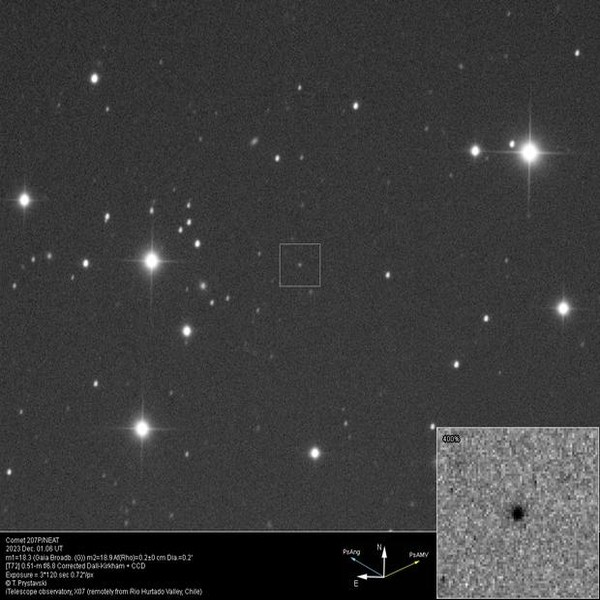 400%
Comet 207P/NEAT
2023 Dec. 01.06 UT
m1=18.3 (Gaia Broadb. (G)) m2=18.9 Af(Rho)=0.2±0 cm Dia.=0.2'
[T72] 0.51-m f/6.8 Corrected Dall-Kirkham + CCD
Exposure = 3*120 sec 0.72"/px
© T. Prystavski
iTelescope observatory, X07 (remotely from Rio Hurtado Valley, Chile)
PsAng N PsAMV
E